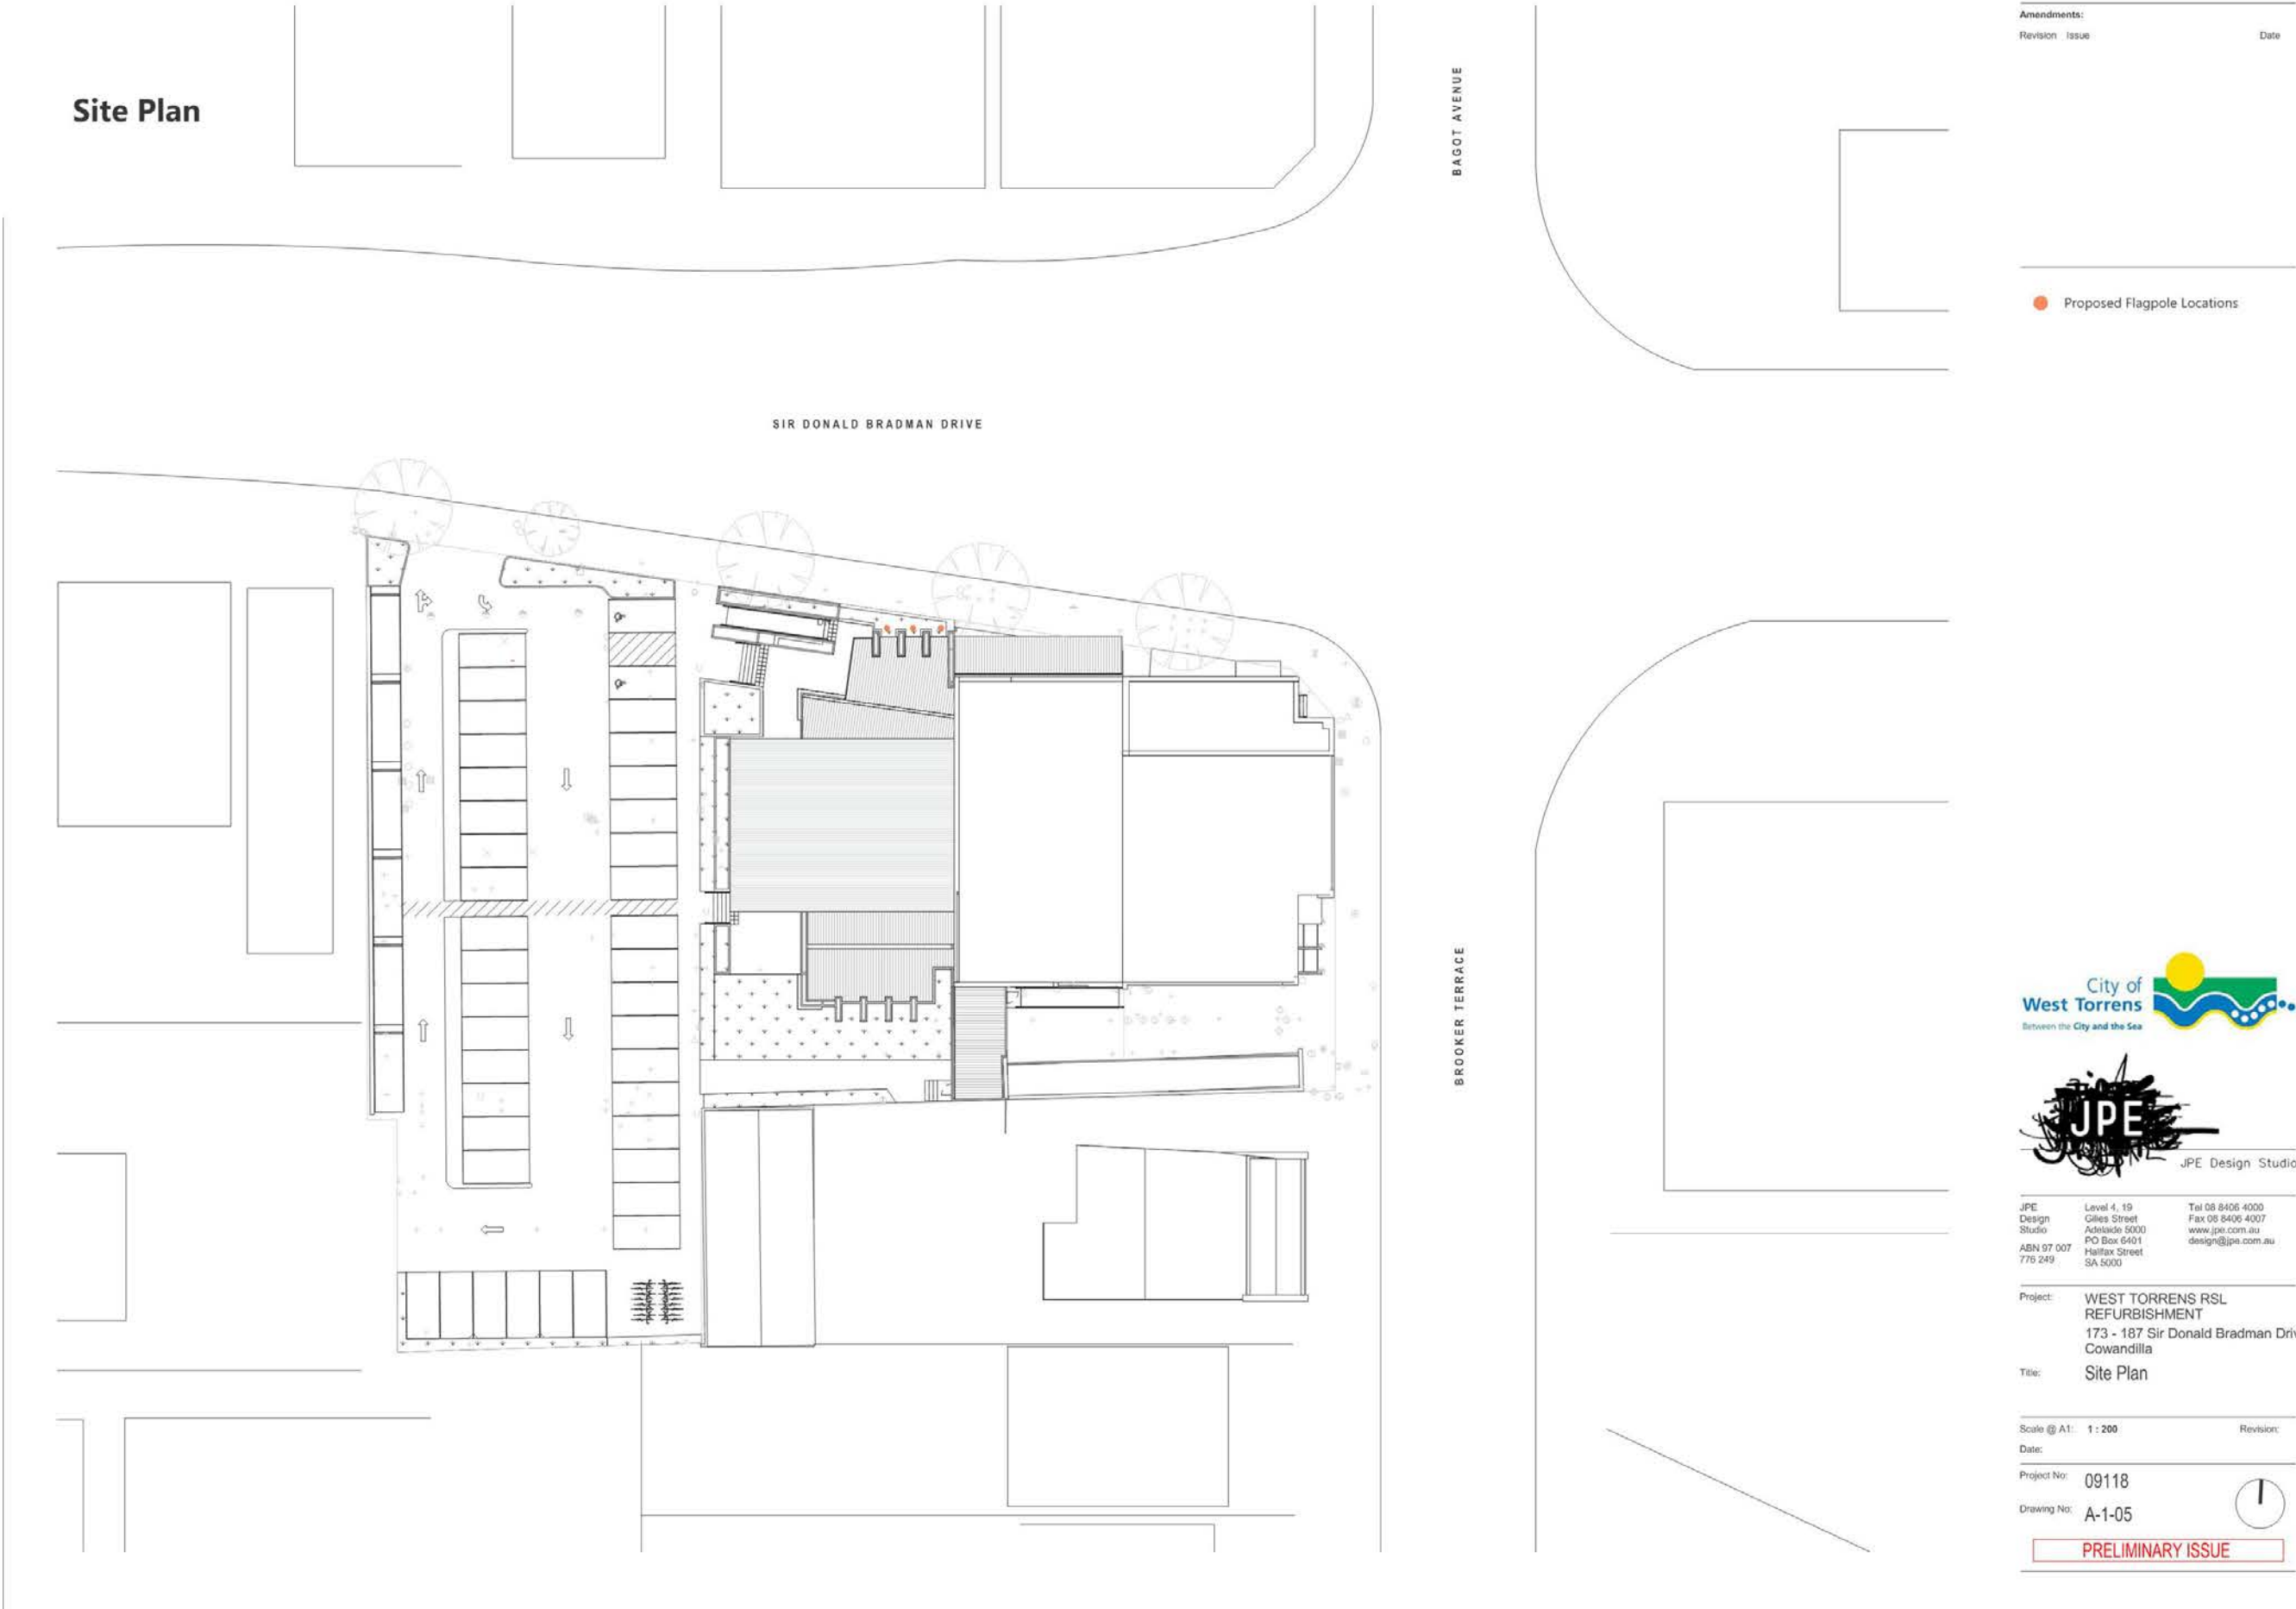 Site Plan
BAGOT AVENUE
SIR DONALD BRADMAN DRIVE
BROOKER TERRACE
Amendments:
Revision Issue Date
Proposed Flagpole Locations
City of
West Torrens
Between the City and the Sea
JPE
JPE Design Studio
JPE
Design
Studio
ABN 97 007
776 249
Level 4, 19
Gilles Street
Adelaide 5000
PO Box 6401
Halifax Street
SA 5000
Tel 08 8406 4000
Fax 08 8406 4007
www.jpe.com.au
design@jpe.com.au
Project: WEST TORRENS RSL
REFURBISHMENT
173 - 187 Sir Donald Bradman Driv
Cowandilla
Title: Site Plan
Scale @ A1: 1 : 200 Revision:
Date:
Project No: 09118
Drawing No: A-1-05
PRELIMINARY ISSUE